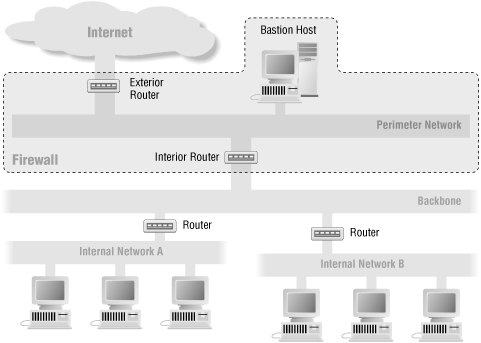 Internet
Bastion Host
Exterior
Router
Perimeter Network
Firewall
Interior Router
Backbone
Router
Router
Internal Network A
Internal Network B